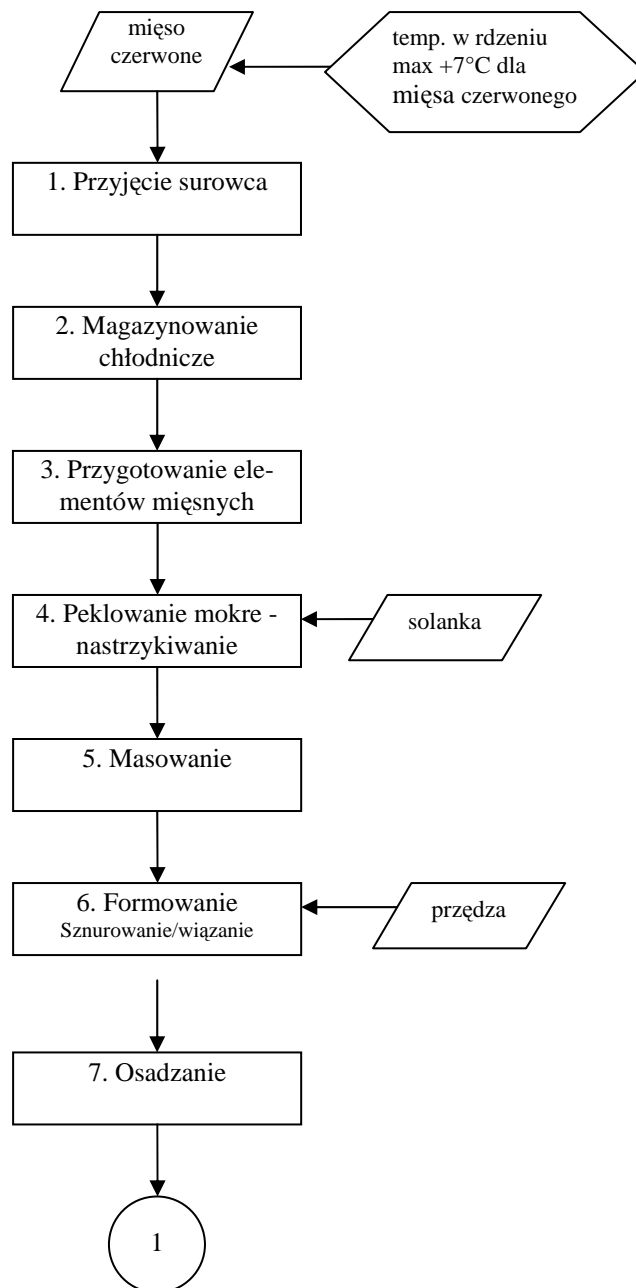 mięso
czerwone
temp. w rdzeniu
max +7°C dla
mięsa czerwonego
1. Przyjęcie surowca
2. Magazynowanie
chłodnicze
3. Przygotowanie ele-
mentów mięsnych
4. Peklowanie mokre -
nastrzykiwanie
solanka
5. Masowanie
6. Formowanie
Sznurowanie/wiązanie
przędza
7. Osadzanie
1